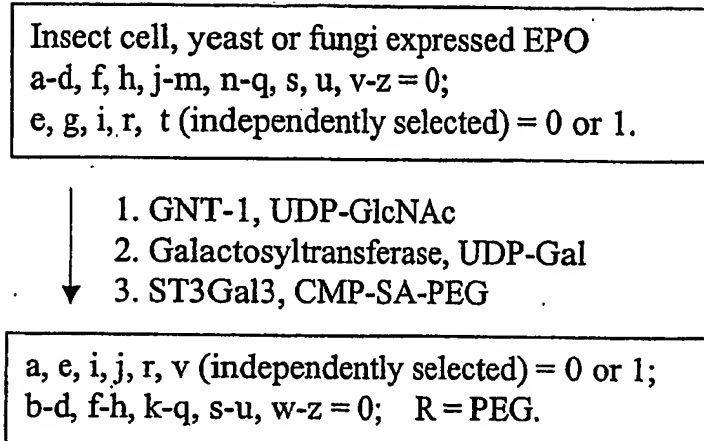 Insect cell, yeast or fungi expressed EPO
a-d, f, h, j-m, n-q, s, u, v-z = 0;
e, g, i, r, t (independently selected) = 0 or 1.
1. GNT-1, UDP-GlcNAc
2. Galactosyltransferase, UDP-Gal
3. ST3Gal3, CMP-SA-PEG
a, e, i, j, r, v (independently selected) = 0 or 1;
b-d, f-h, k-q, s-u, w-z = 0; R = PEG.